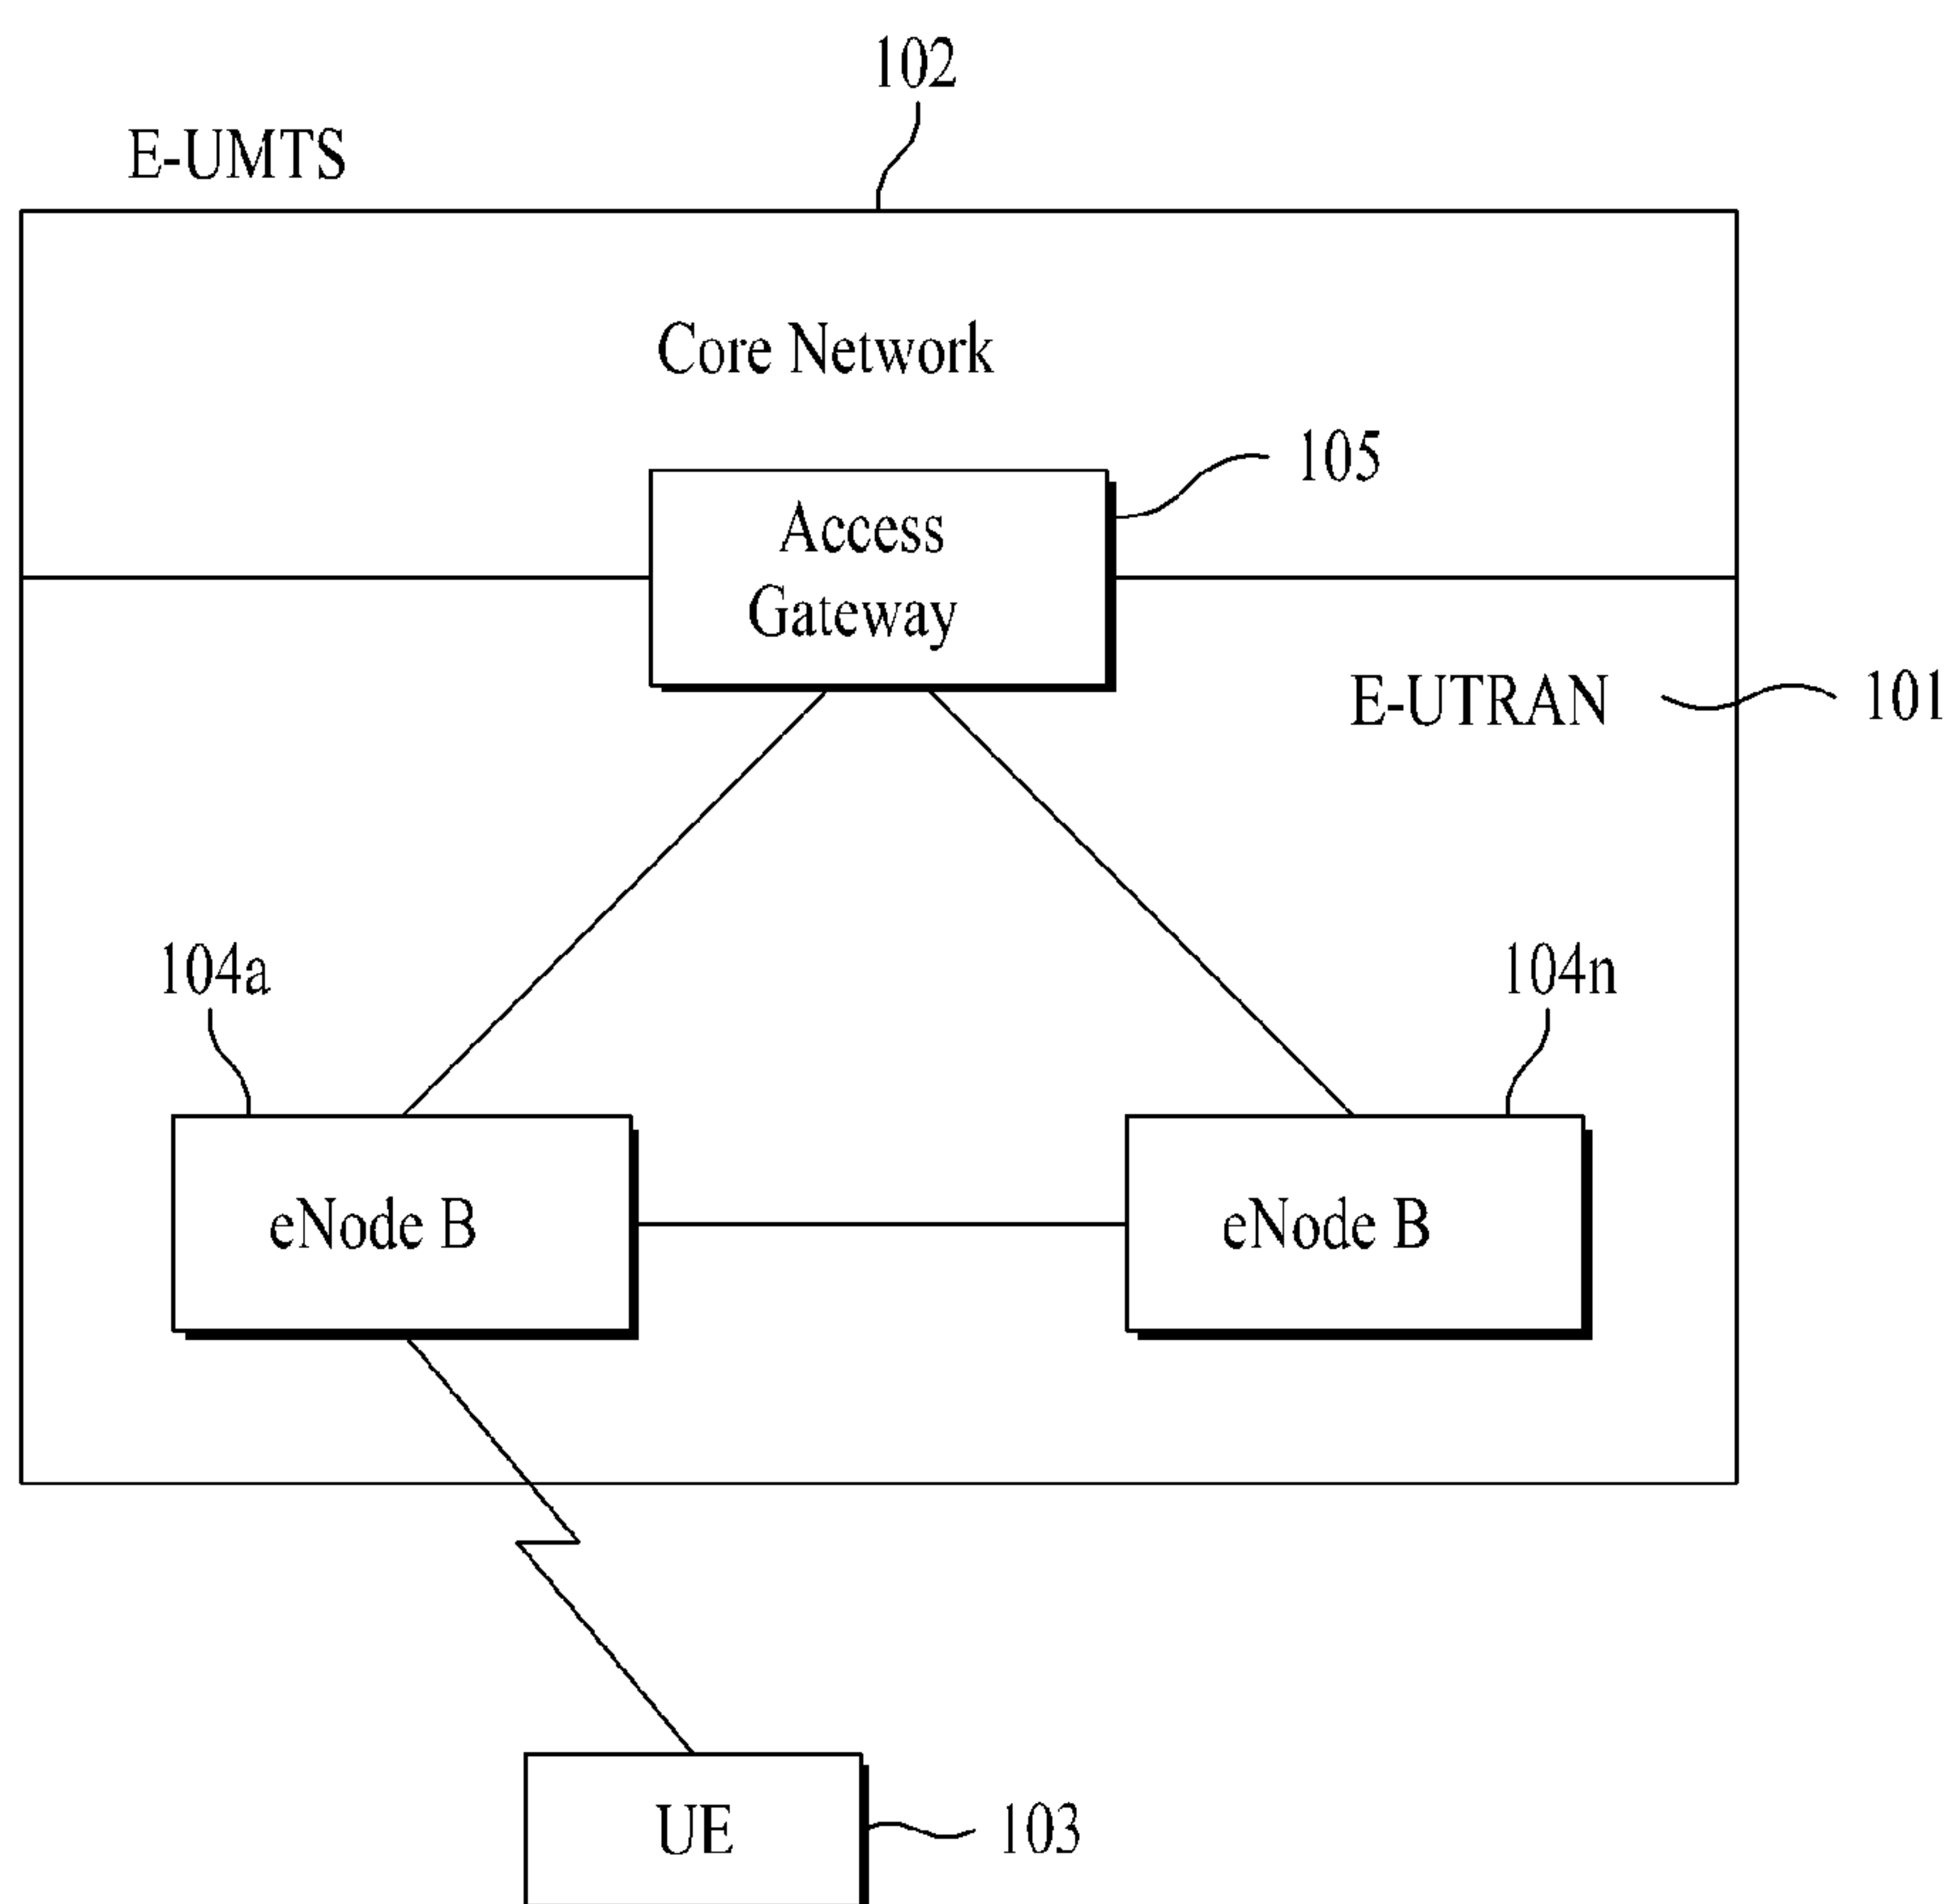 102
E-UMTS
Core Network
105
Access
Gateway
E-UTRAN
101
104a
104n
eNode B
eNode B
UE
103